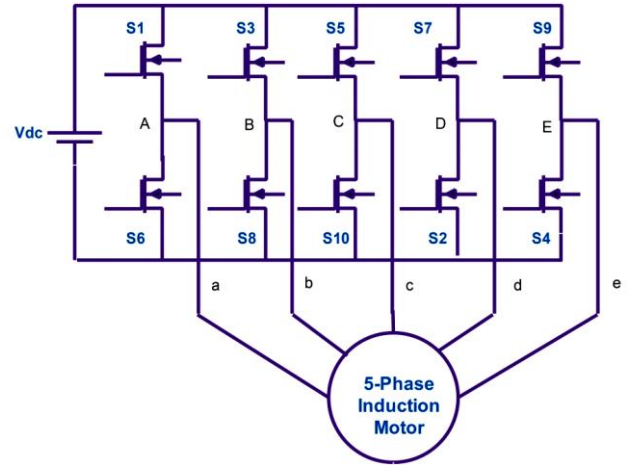 S1 S3 S5 S7 S9
A B C D E
Vdc
S6 S8 S10 S2 S4
a b c d e
5-Phase
Induction
Motor